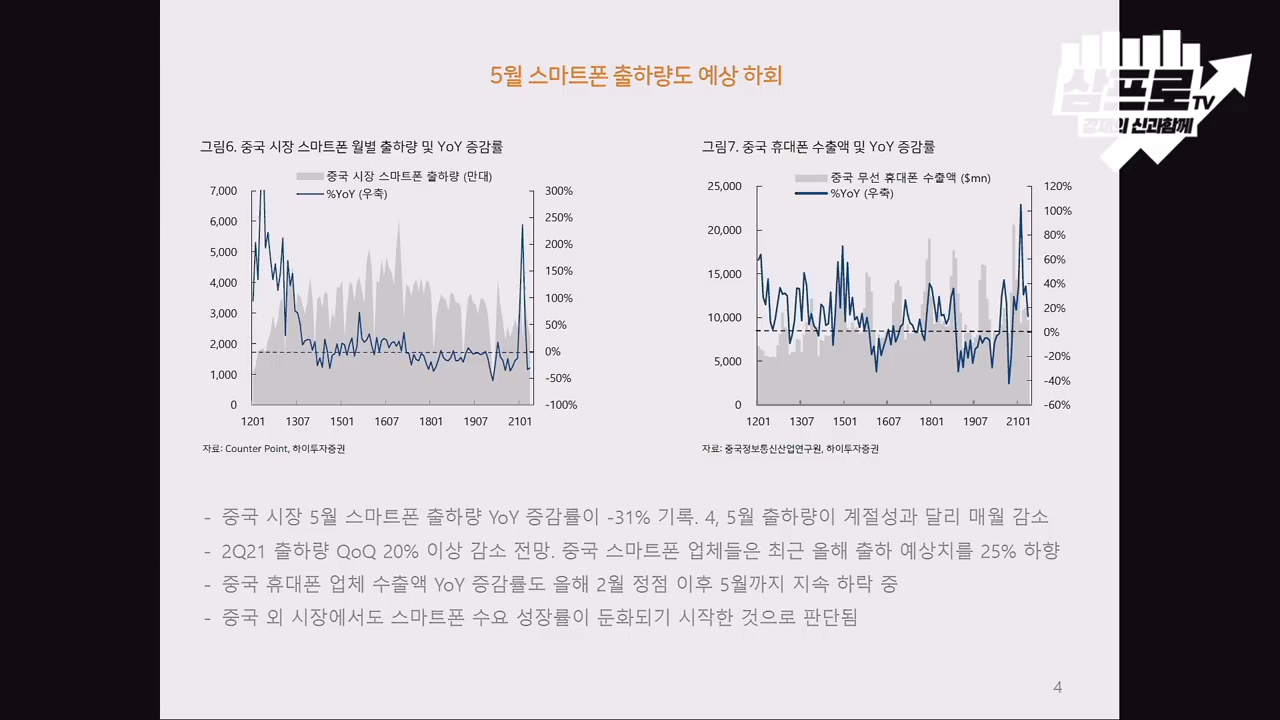 5월 스마트폰 출하량도 예상 하회
삼프로TV
경제의 신과함께
그림6. 중국 시장 스마트폰 월별 출하량 및 YoY 증감률
중국 시장 스마트폰 출하량 (만대)
%YoY (우축)
7,000
6,000
5,000
4,000
3,000
2,000
1,000
0
300%
250%
200%
150%
100%
50%
0%
-50%
-100%
1201 1307 1501 1607 1801 1907 2101
자료: Counter Point, 하이투자증권
그림7. 중국 휴대폰 수출액 및 YoY 증감률
중국 무선 휴대폰 수출액 ($mn)
%YoY (우축)
25,000
20,000
15,000
10,000
5,000
0
120%
100%
80%
60%
40%
20%
0%
-20%
-40%
-60%
1201 1307 1501 1607 1801 1907 2101
자료: 중국정보통신산업연구원, 하이투자증권
- 중국 시장 5월 스마트폰 출하량 YoY 증감률이 -31% 기록. 4, 5월 출하량이 계절성과 달리 매월 감소
- 2Q21 출하량 QoQ 20% 이상 감소 전망. 중국 스마트폰 업체들은 최근 올해 출하 예상치를 25% 하향
- 중국 휴대폰 업체 수출액 YoY 증감률도 올해 2월 정점 이후 5월까지 지속 하락 중
- 중국 외 시장에서도 스마트폰 수요 성장률이 둔화되기 시작한 것으로 판단됨
4